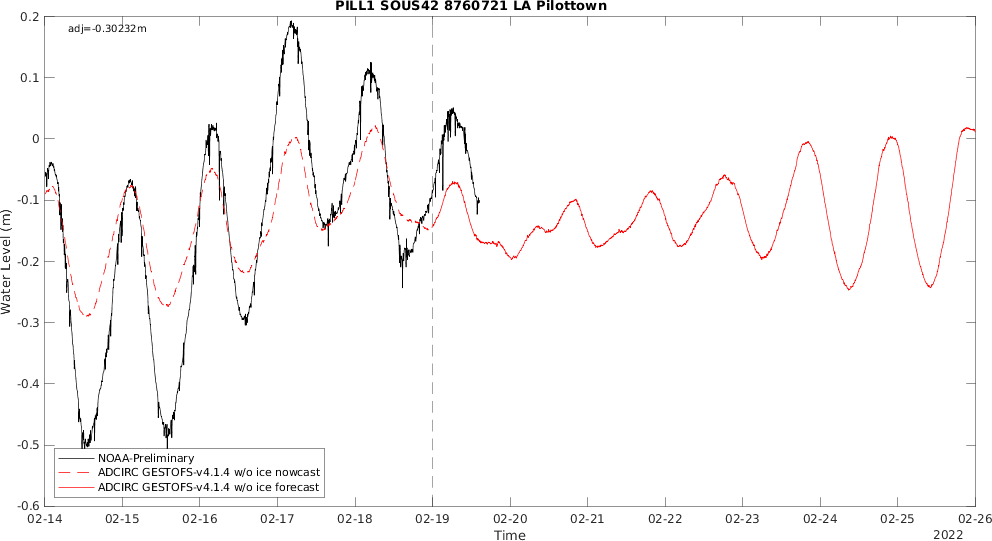 PILL1 SOUS42 8760721 LA Pilottown
adj=-0.30232m
0.2
0.1
0
-0.1
-0.2
-0.3
-0.4
-0.5
-0.6
Water Level (m)
NOAA-Preliminary
ADCIRC GESTOFS-v4.1.4 w/o ice nowcast
ADCIRC GESTOFS-v4.1.4 w/o ice forecast
02-14 02-15 02-16 02-17 02-18 02-19 02-20 02-21 02-22 02-23 02-24 02-25 02-26
Time
2022